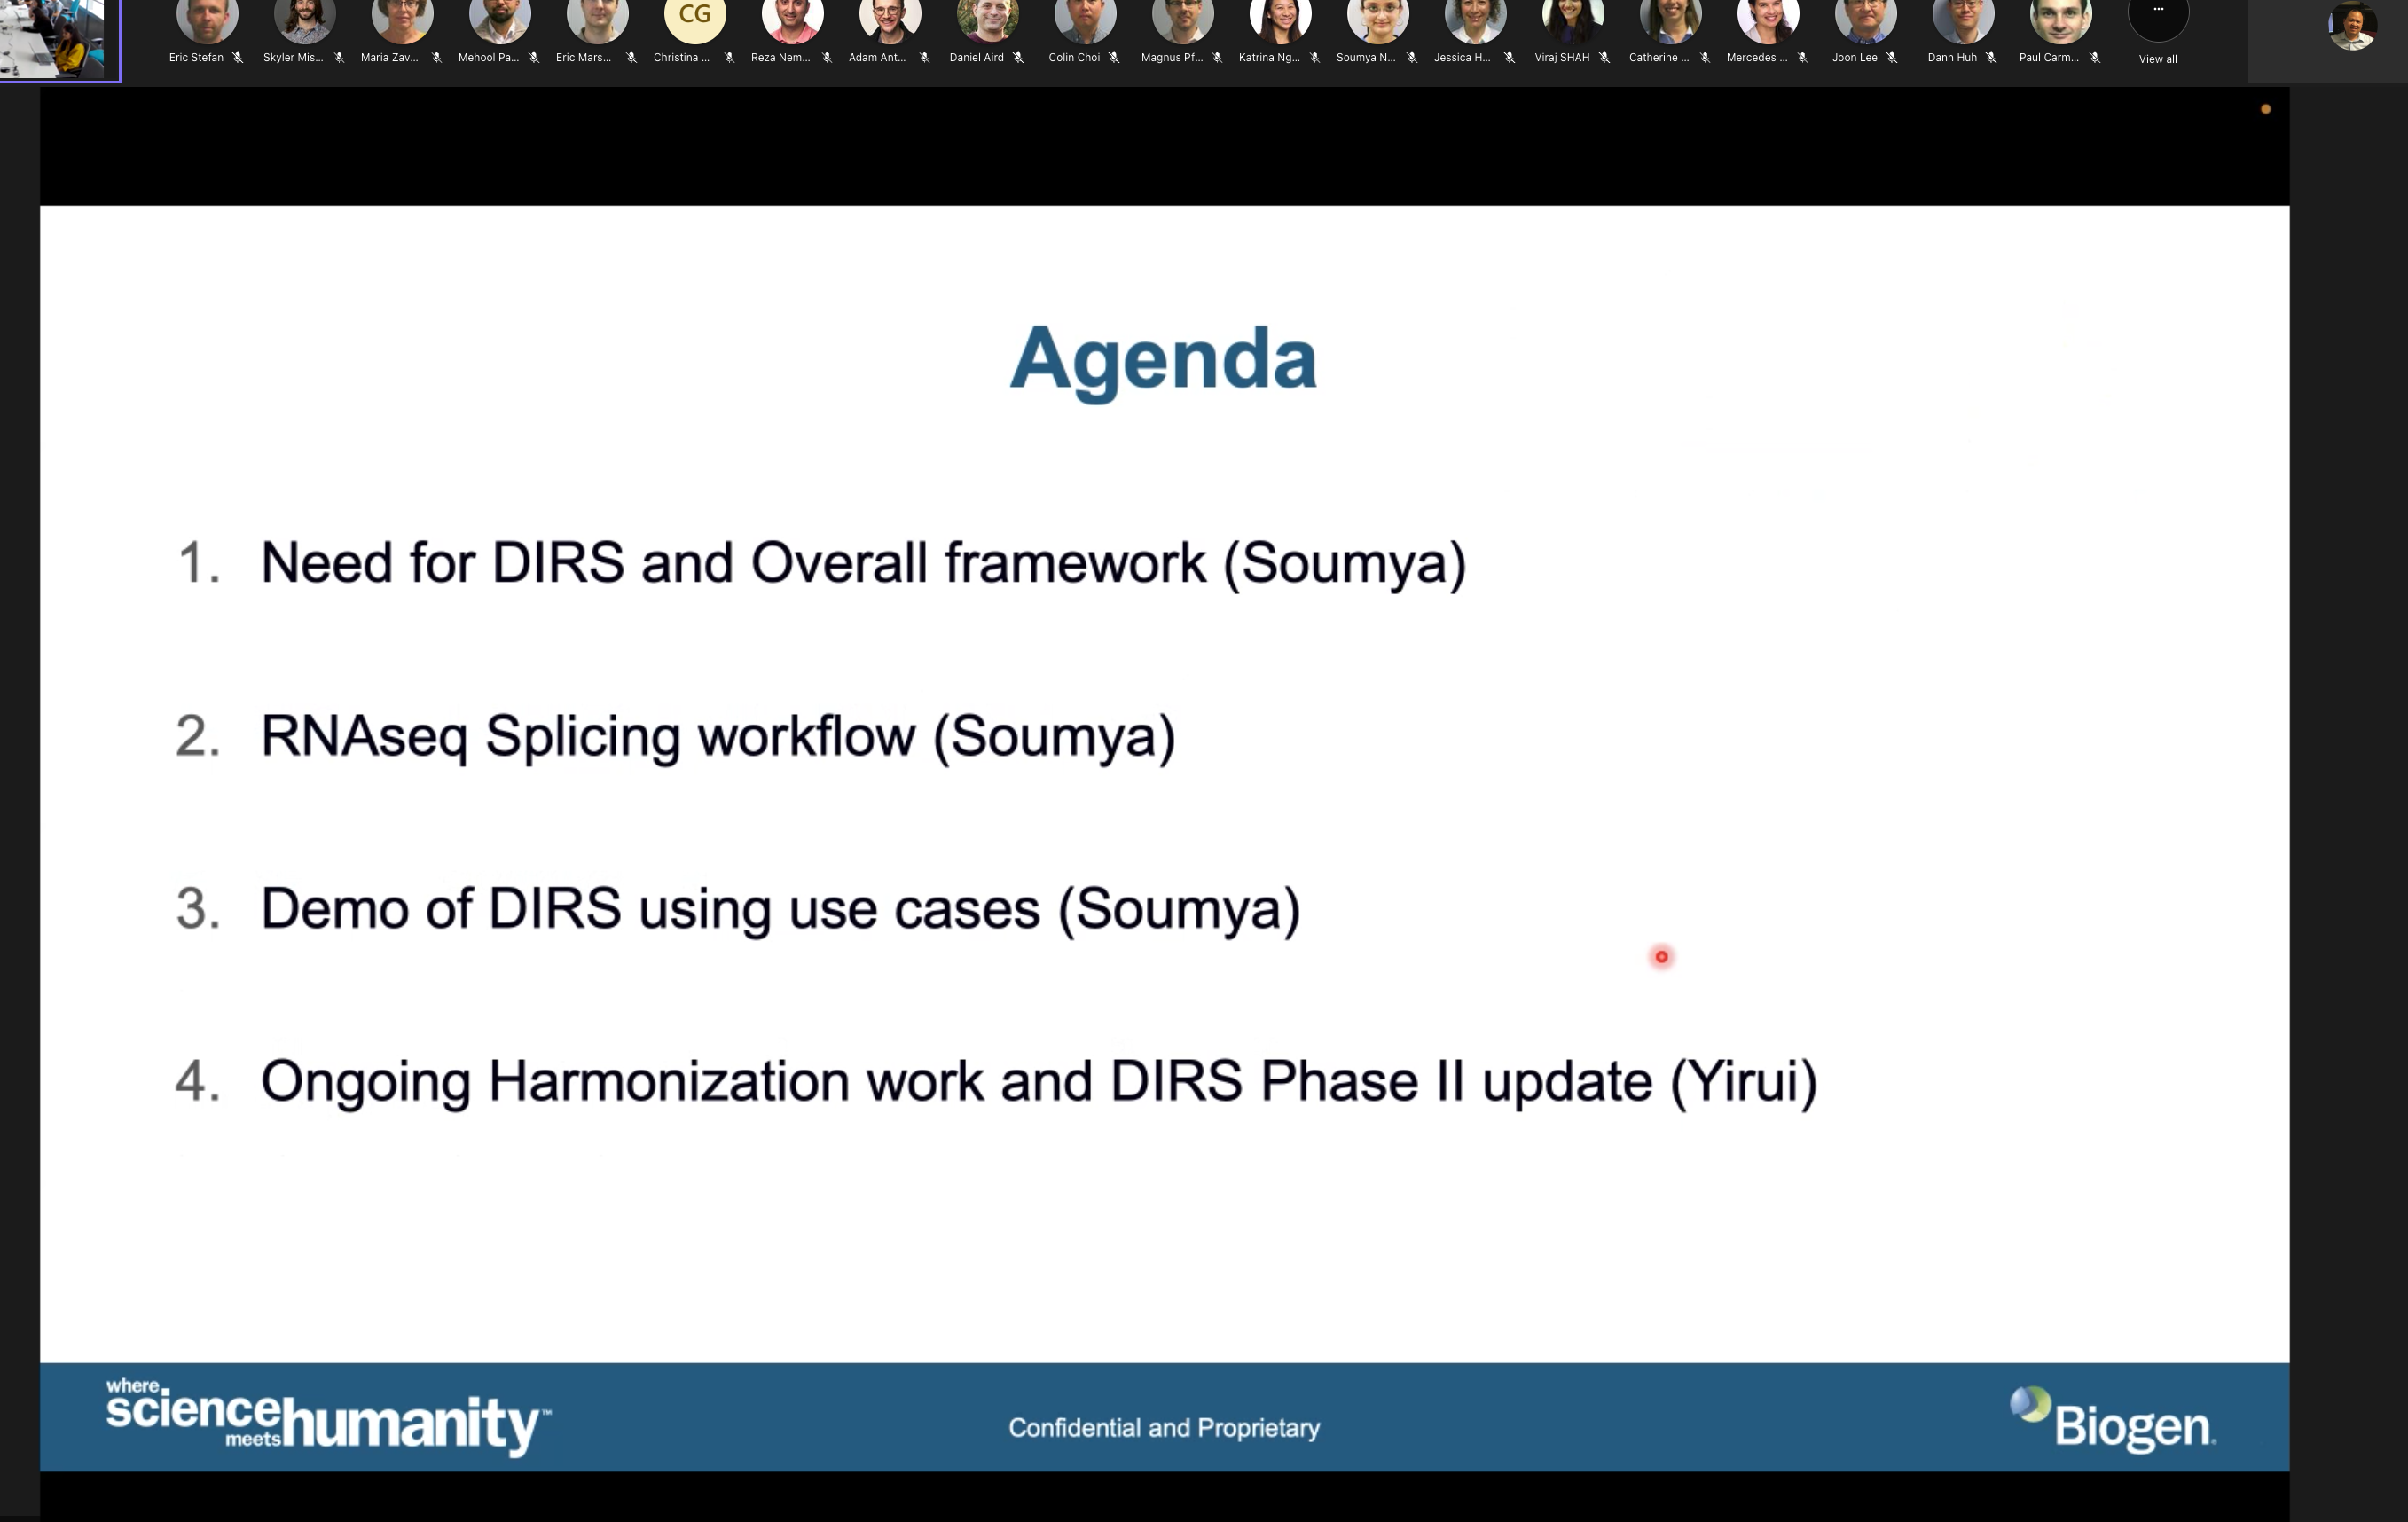 CG
Eric Stefan
Skyler Mis...
Maria Zav...
Mehool Pa...
Eric Mars...
Christina ...
Reza Nem...
Adam Ant...
Daniel Aird
Colin Choi
Magnus Pf...
Katrina Ng...
Soumya N...
Jessica H...
Viraj SHAH
Catherine ...
Mercedes ...
Joon Lee
Dann Huh
Paul Carm...
View all
Agenda
1. Need for DIRS and Overall framework (Soumya)
2. RNAseq Splicing workflow (Soumya)
3. Demo of DIRS using use cases (Soumya)
4. Ongoing Harmonization work and DIRS Phase II update (Yirui)
where
science
meets
humanity™
Confidential and Proprietary
Biogen®